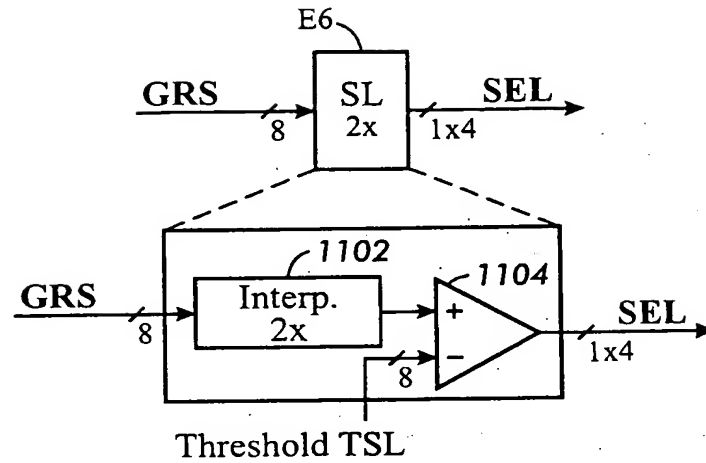 E6
GRS
8
SL
2x
SEL
1x4
1102
1104
GRS
8
Interp.
2x
+
−
8
SEL
1x4
Threshold TSL